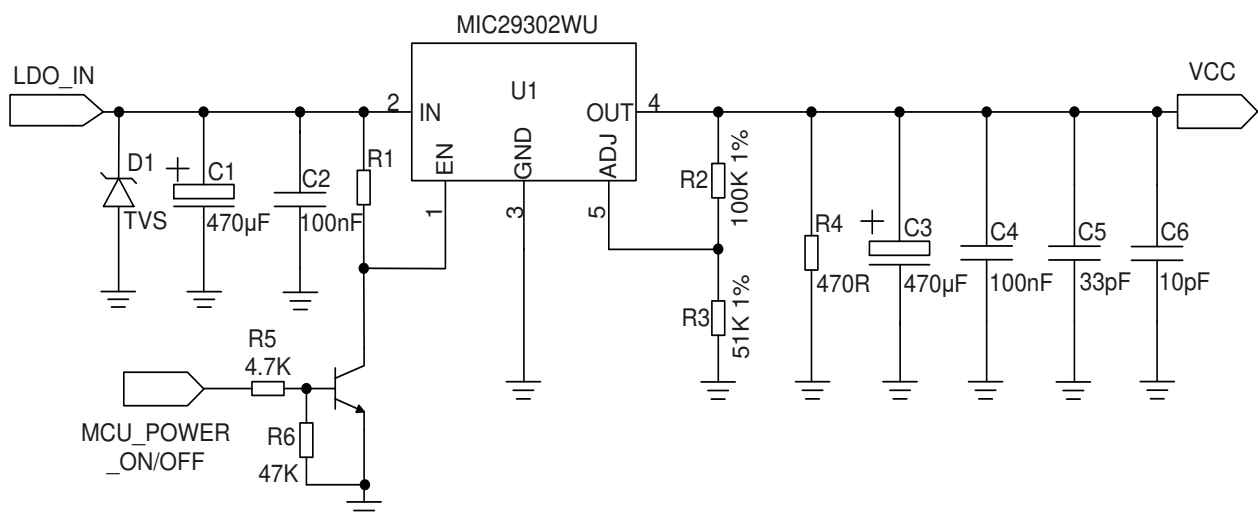 MIC29302WU
LDO_IN
VCC
U1
2
IN
OUT
4
EN
GND
ADJ
1
3
5
D1
TVS
C1
470µF
C2
100nF
R1
R2
100K 1%
R3
51K 1%
R4
470R
C3
470µF
C4
100nF
C5
33pF
C6
10pF
R5
4.7K
MCU_POWER
_ON/OFF
R6
47K